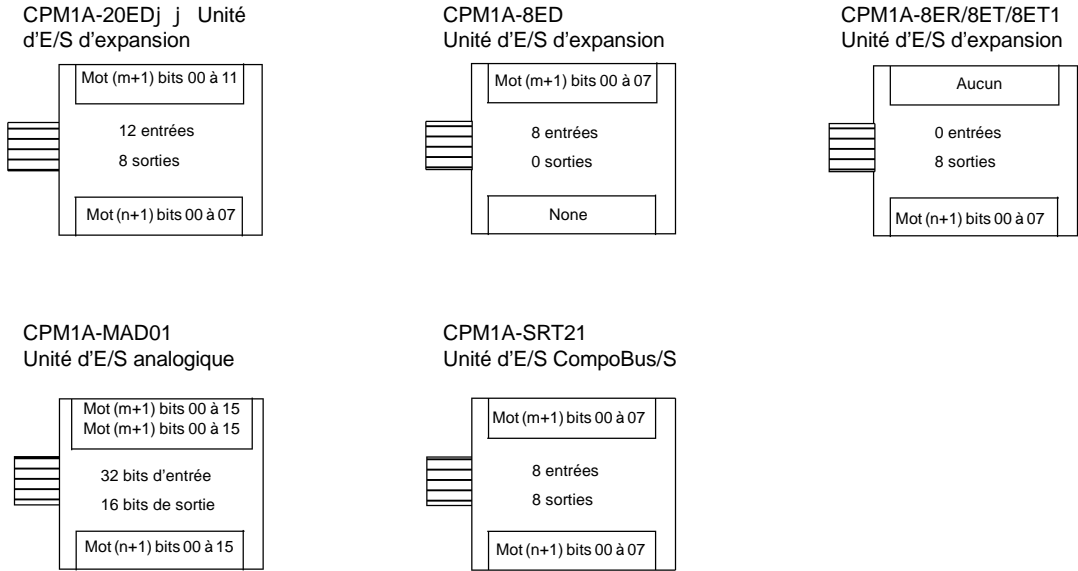 CPM1A-20EDj j Unité
d'E/S d'expansion
Mot (m+1) bits 00 à 11
12 entrées
8 sorties
Mot (n+1) bits 00 à 07
CPM1A-8ED
Unité d'E/S d'expansion
Mot (m+1) bits 00 à 07
8 entrées
0 sorties
None
CPM1A-8ER/8ET/8ET1
Unité d'E/S d'expansion
Aucun
0 entrées
8 sorties
Mot (n+1) bits 00 à 07
CPM1A-MAD01
Unité d'E/S analogique
Mot (m+1) bits 00 à 15
Mot (m+1) bits 00 à 15
32 bits d'entrée
16 bits de sortie
Mot (n+1) bits 00 à 15
CPM1A-SRT21
Unité d'E/S CompoBus/S
Mot (m+1) bits 00 à 07
8 entrées
8 sorties
Mot (n+1) bits 00 à 07